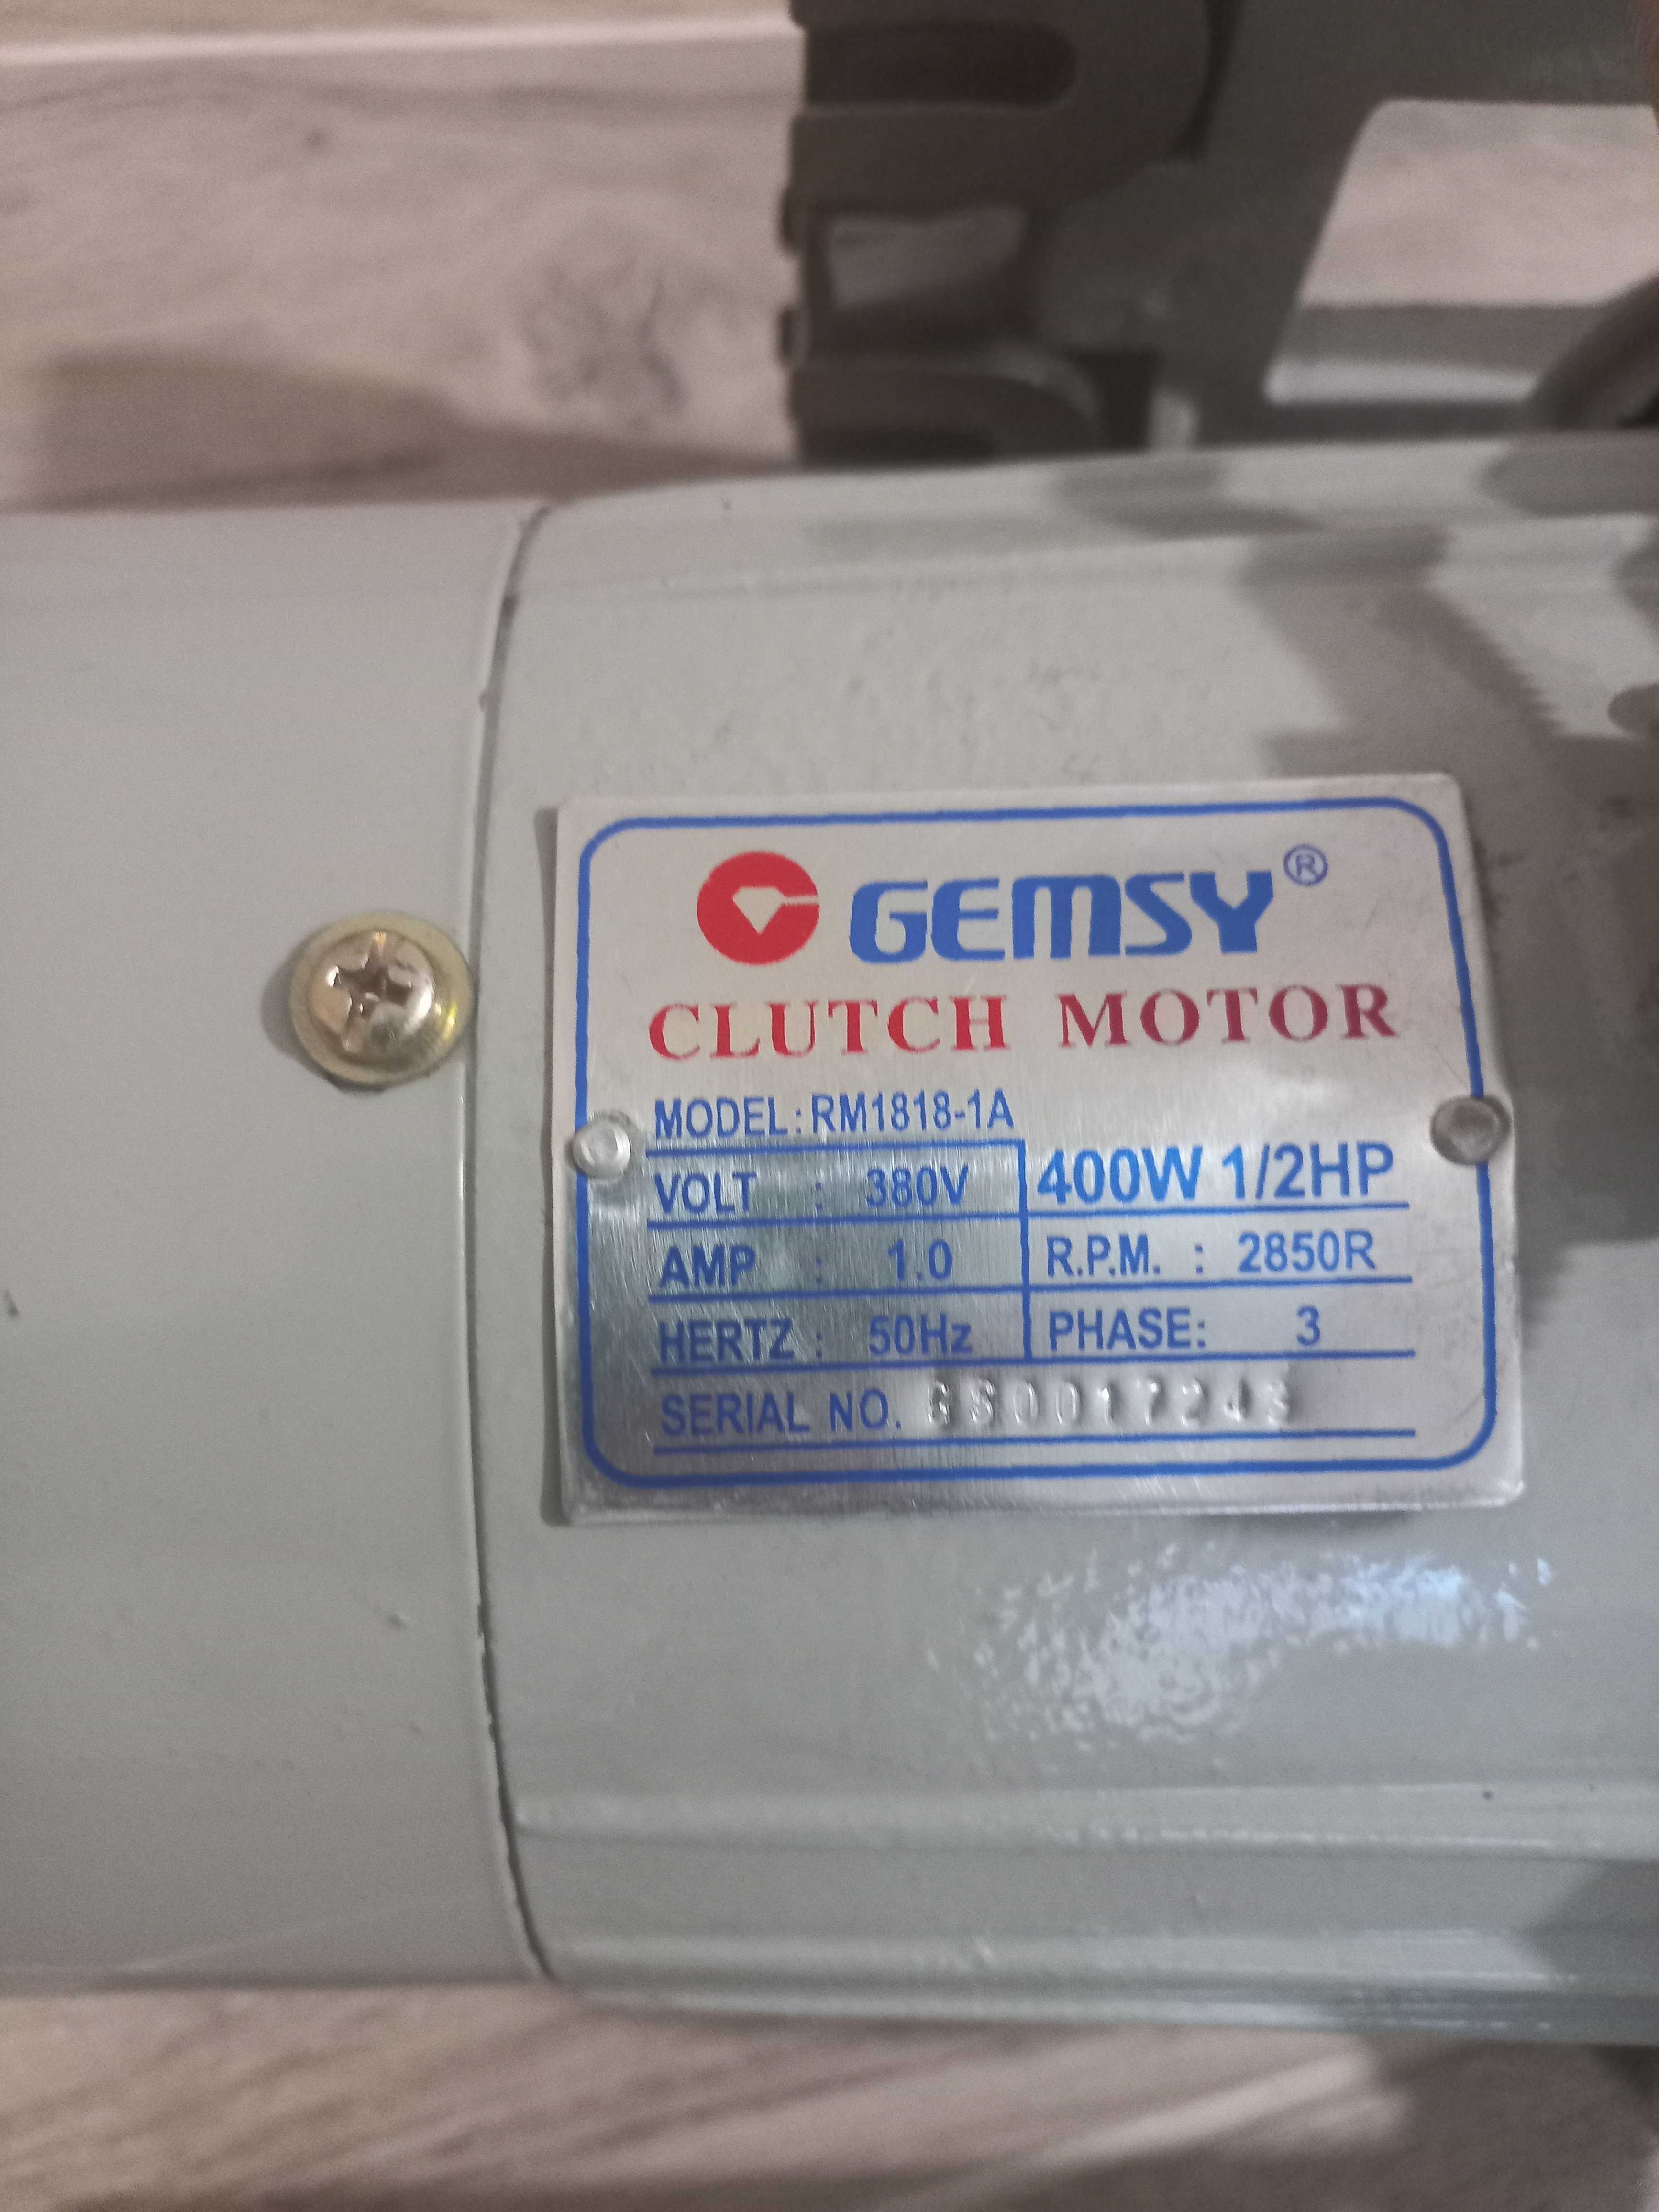 GEMSY®
CLUTCH MOTOR
MODEL: RM1818-1A
VOLT : 380V 400W 1/2HP
AMP : 1.0 R.P.M. : 2850R
HERTZ : 50Hz PHASE: 3
SERIAL NO.